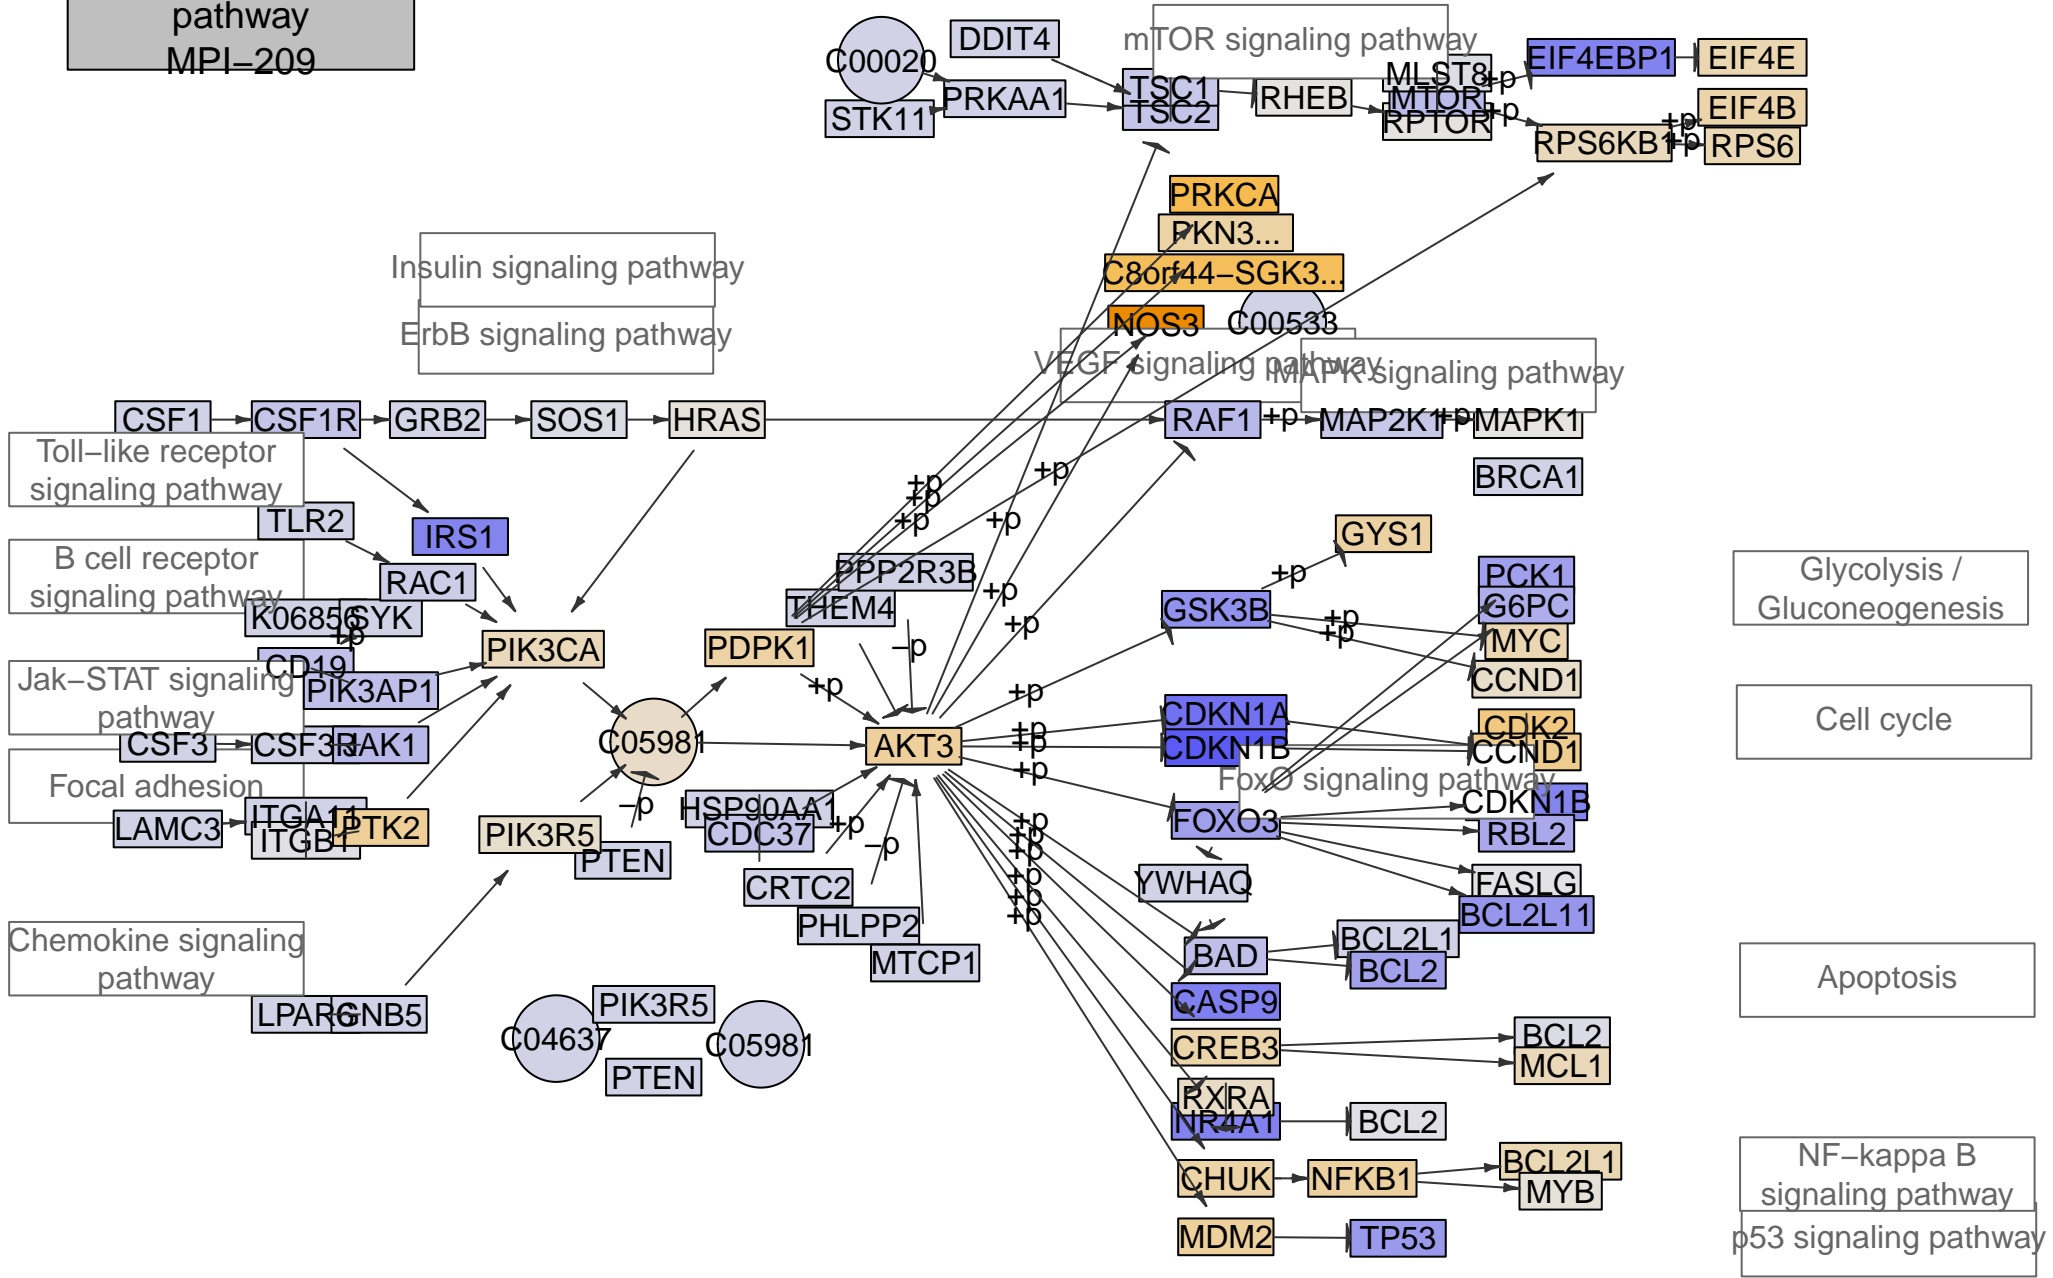 pathway
MPI−209
C00020
DDIT4
STK11
PRKAA1
mTOR signaling pathway
TSC1
TSC2
RHEB
MLST8
MTOR
RPTOR
+p
+p
EIF4EBP1
EIF4E
EIF4B
RPS6KB1
+p
+p
RPS6
PRKCA
PKN3...
C8orf44−SGK3...
NOS3
C00533
Insulin signaling pathway
ErbB signaling pathway
VEGF signaling pathway
MAPK signaling pathway
CSF1
CSF1R
GRB2
SOS1
HRAS
RAF1
+p
MAP2K1
+p
MAPK1
BRCA1
Toll−like receptor
signaling pathway
TLR2
IRS1
RAC1
B cell receptor
signaling pathway
K06856
SYK
+p
CD19
PIK3AP1
PIK3CA
PDPK1
THEM4
PPP2R3B
+p
+p
+p
+p
+p
+p
+p
−p
+p
+p
GYS1
+p
GSK3B
+p
+p
PCK1
G6PC
MYC
CCND1
Glycolysis /
Gluconeogenesis
Jak−STAT signaling
pathway
CSF3
CSF3R
JAK1
C05981
AKT3
+p
+p
+p
CDKN1A
CDKN1B
CDK2
CCND1
Cell cycle
FoxO signaling pathway
Focal adhesion
LAMC3
ITGA11
ITGB1
PTK2
PIK3R5
−p
PTEN
HSP90AA1
CDC37
+p
−p
CRTC2
PHLPP2
MTCP1
+p
+p
+p
+p
+p
+p
FOXO3
YWHAQ
CDKN1B
RBL2
FASLG
BCL2L11
BAD
BCL2L1
BCL2
CASP9
Apoptosis
Chemokine signaling
pathway
LPAR6
GNB5
C04637
PIK3R5
C05981
PTEN
CREB3
BCL2
MCL1
RXRA
NR4A1
BCL2
CHUK
NFKB1
BCL2L1
MYB
NF−kappa B
signaling pathway
MDM2
TP53
p53 signaling pathway